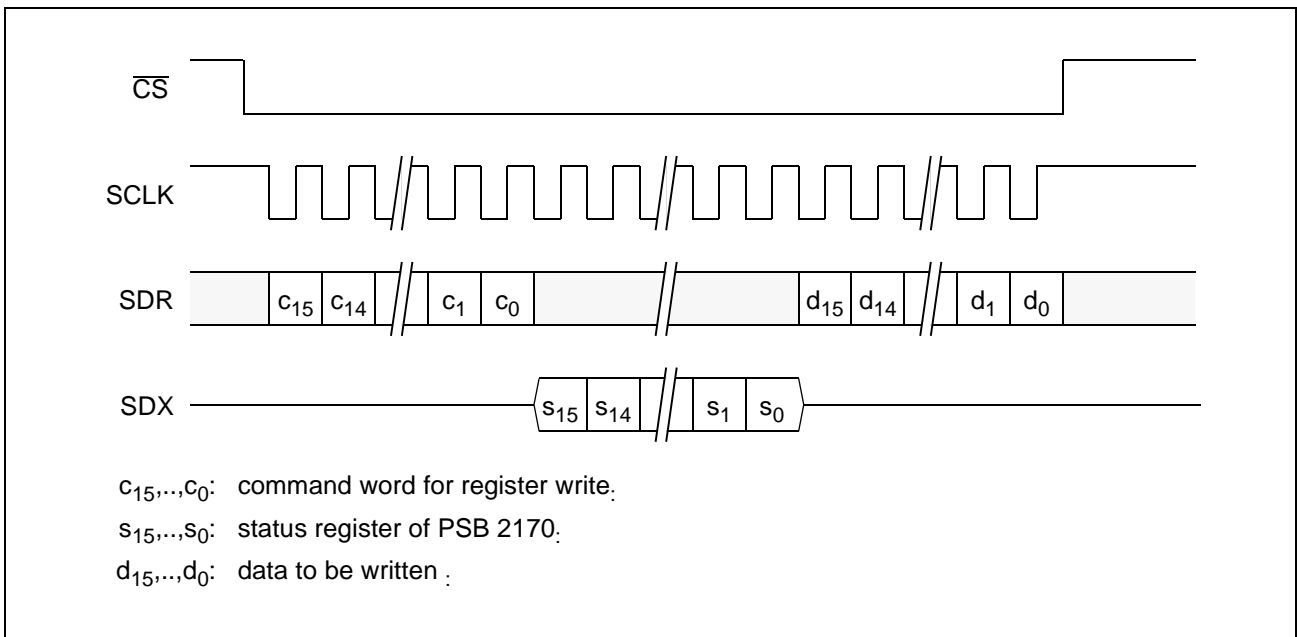 CS
SCLK
SDR c15 c14 c1 c0 d15 d14 d1 d0
SDX s15 s14 s1 s0
c15,..,c0: command word for register write:
s15,..,s0: status register of PSB 2170:
d15,..,d0: data to be written :